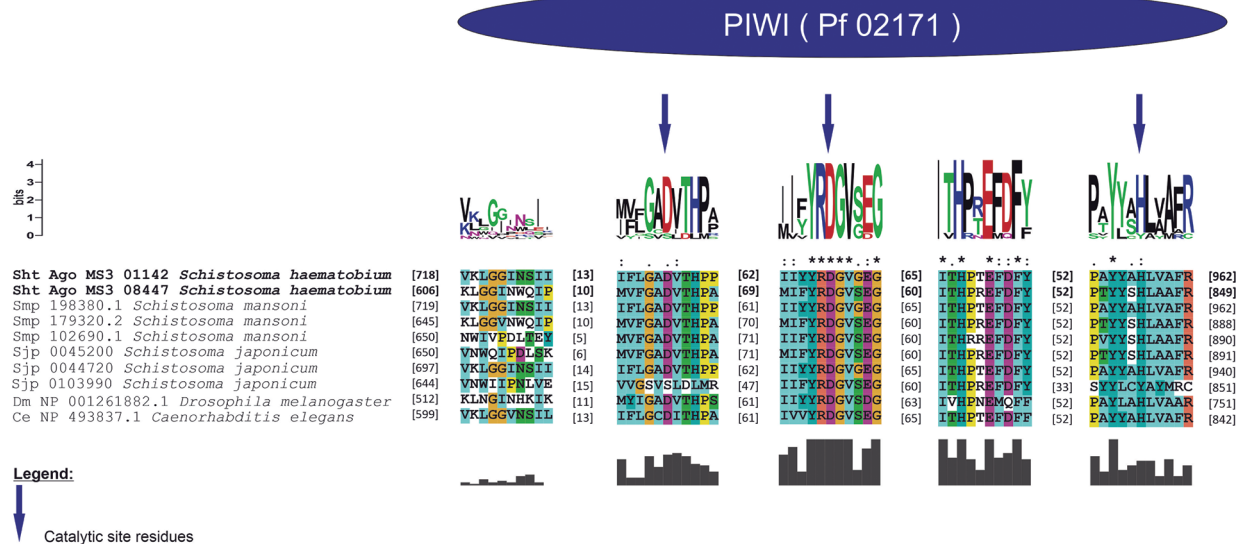 PIWI ( Pf 02171 )
bits
4
3
2
1
0
: . . : :: ****.:* * .* * : :* . * . :
Sht Ago MS3 01142 Schistosoma haematobium [718] VKLGGINSII [13] IFLGADVTHPPP [62] IIYYRDGVSEG [65] ITHPTEFDFY [52] PAYYAHLVAFR [962]
Sht Ago MS3 08447 Schistosoma haematobium [606] KLGGINWQIP [10] MVFGADVTHPA [69] MIFYRDGVSEG [60] ITHPREFDFY [52] PTYYSHLAAFR [849]
Smp 198380.1 Schistosoma mansoni [719] VKLGGINSII [13] IFLGADVTHPP [61] IIYYRDGVSEG [65] ITHPTEFDFY [52] PAYYAHLVAFR [962]
Smp 179320.2 Schistosoma mansoni [645] KLGGVNWQIP [10] MVFGADVTHPA [70] MIFYRDGVSEG [60] ITHPREFDFY [52] PTYYSHLAAFR [888]
Smp 102690.1 Schistosoma mansoni [650] NWIVPDLTEY [5] MVFGADVTHPA [71] IIFYRDGVSEG [60] ITHRREFDFY [52] PVYYSHLAAFR [890]
Sjp 0045200 Schistosoma japonicum [650] VNWQIPDLSK [6] MVFGADVTHPA [71] MIFYRDGVSEG [60] ITHPREFDFY [52] PTYYSHLAAFR [891]
Sjp 0044720 Schistosoma japonicum [697] VKLGGINSII [14] IFLGADVTHPP [62] IIYYRDGVSEG [65] ITHPTEFDFY [52] PAYYAHLVAFR [940]
Sjp 0103990 Schistosoma japonicum [644] VNWIIPNLVE [15] VVGSVSLDLMR [47] IIFYRDGVSEG [60] ITHPREFDFY [33] SYYLCYAYMRC [851]
Dm NP 001261882.1 Drosophila melanogaster [512] KLNGINHKIK [11] MYIGADVTHPS [61] IIYYRDGVSDG [63] IVHPNEMQFF [52] PAYLAHLVAAR [751]
Ce NP 493837.1 Caenorhabditis elegans [599] VKLGGVNSIL [13] IFLGCDITHPA [61] IVVYRDGVSEG [65] ITHPTEFDFF [52] PAYYAHLVAFR [842]
Legend:
Catalytic site residues